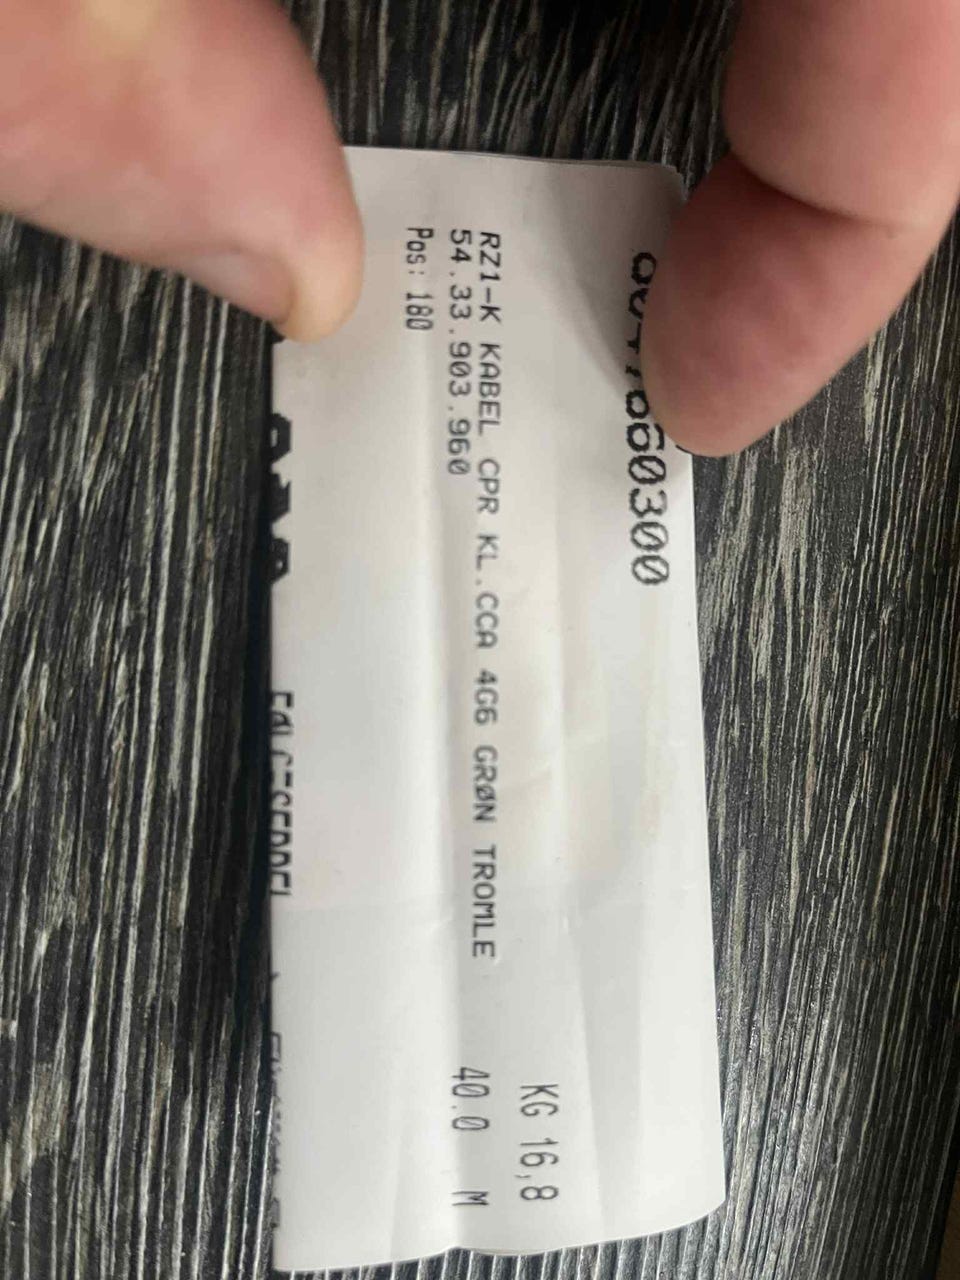 60300
KG 16,8
RZ1-K KABEL CPR KL.CCA 4G6 GRØN TROMLE
40.0 M
54.33.903.960
Pos: 180